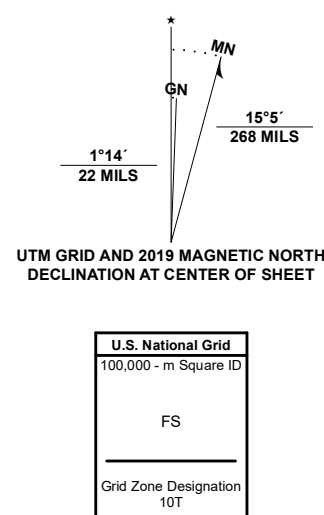 ★
MN
GN
15°5´
268 MILS
1°14´
22 MILS
UTM GRID AND 2019 MAGNETIC NORTH
DECLINATION AT CENTER OF SHEET
U.S. National Grid
100,000 - m Square ID
FS
Grid Zone Designation
10T